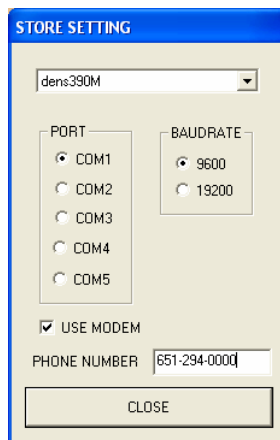 STORE SETTING
dens390M
PORT
COM1
COM2
COM3
COM4
COM5
BAUDRATE
9600
19200
USE MODEM
PHONE NUMBER 651-294-0000
CLOSE